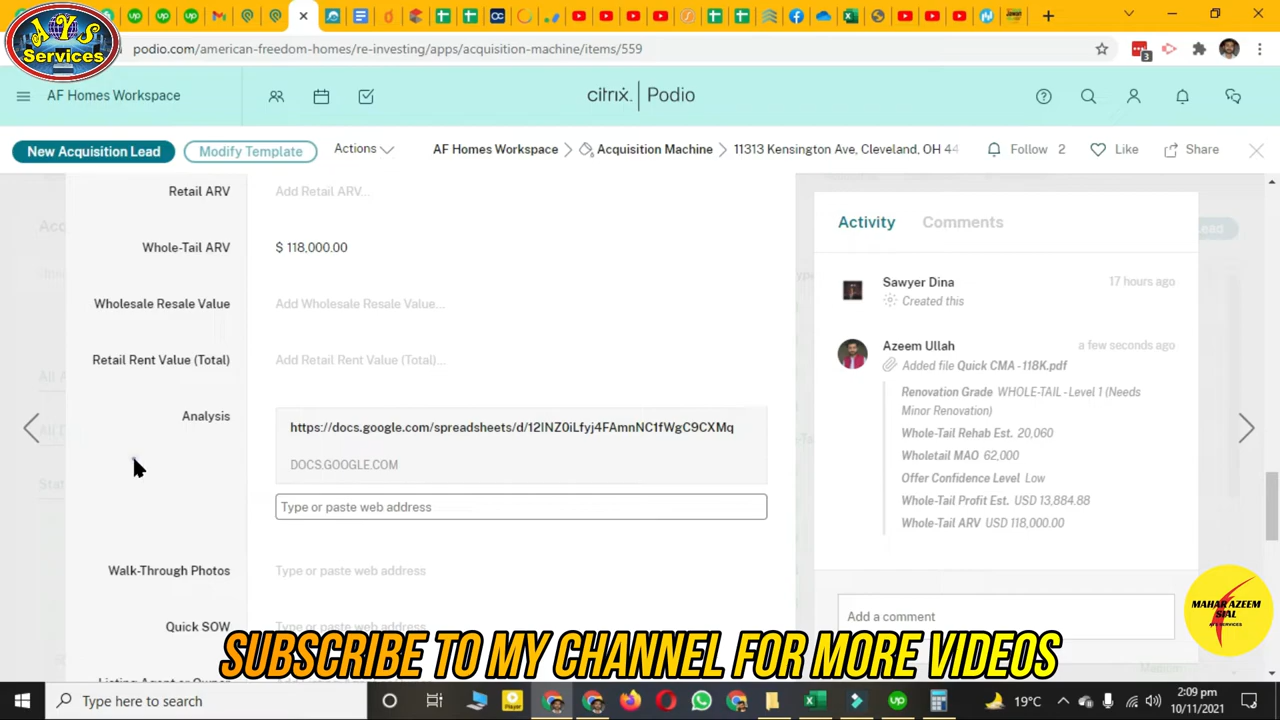 podio.com/american-freedom-homes/re-investing/apps/acquisition-machine/items/559
3
AYS
Services
AF Homes Workspace
citrix | Podio
New Acquisition Lead
Modify Template
Actions
AF Homes Workspace
Acquisition Machine
11313 Kensington Ave, Cleveland, OH 44
Follow 2
Like
Share
Retail ARV
Add Retail ARV...
Whole-Tail ARV
$ 118,000.00
Wholesale Resale Value
Add Wholesale Resale Value...
Retail Rent Value (Total)
Add Retail Rent Value (Total)...
Analysis
https://docs.google.com/spreadsheets/d/12INZ0iLfyj4FAmnNC1fWgC9CXMq
DOCS.GOOGLE.COM
Type or paste web address
Walk-Through Photos
Type or paste web address
Quick SOW
Type or paste web address
Activity
Comments
Sawyer Dina
17 hours ago
Created this
Azeem Ullah
a few seconds ago
Added file Quick CMA - 118K.pdf
Renovation Grade WHOLE-TAIL - Level 1 (Needs
Minor Renovation)
Whole-Tail Rehab Est. 20,060
Wholetail MAO 62,000
Offer Confidence Level Low
Whole-Tail Profit Est. USD 13,884.88
Whole-Tail ARV USD 118,000.00
Add a comment
MAHAR AZEEM
SIAL
AYS SERVICES
SUBSCRIBE TO MY CHANNEL FOR MORE VIDEOS
Type here to search
19°C
2:09 pm
10/11/2021